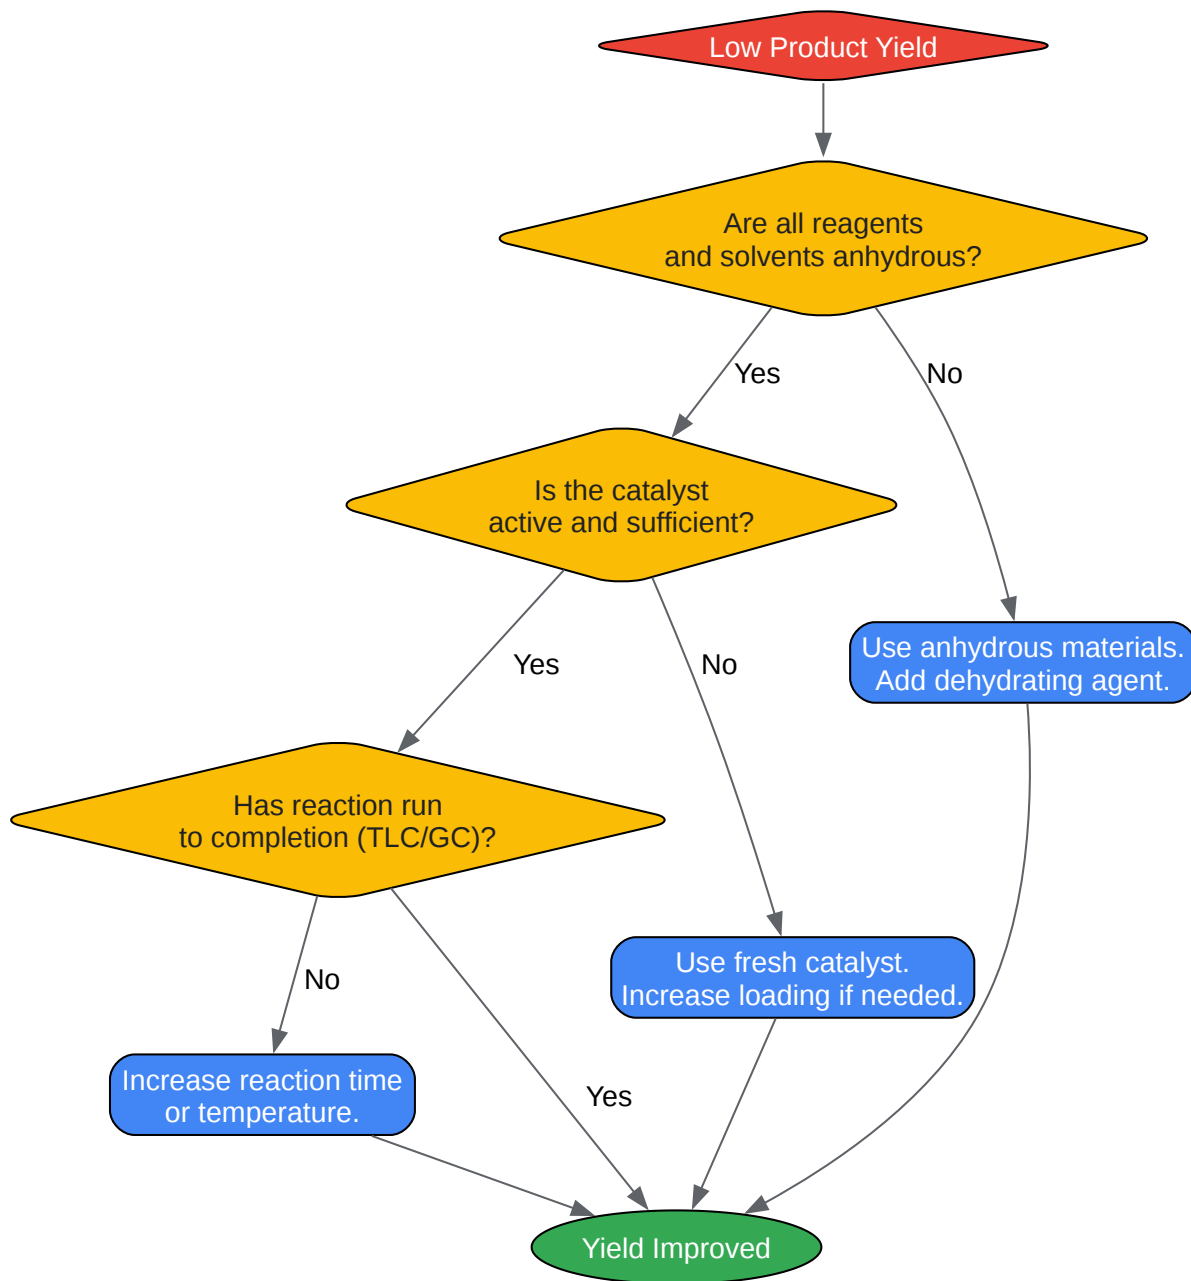 Low Product Yield
Are all reagents
and solvents anhydrous?
Yes
No
Is the catalyst
active and sufficient?
Use anhydrous materials.
Add dehydrating agent.
Yes
No
Has reaction run
to completion (TLC/GC)?
Use fresh catalyst.
Increase loading if needed.
No
Increase reaction time
or temperature.
Yes
Yield Improved